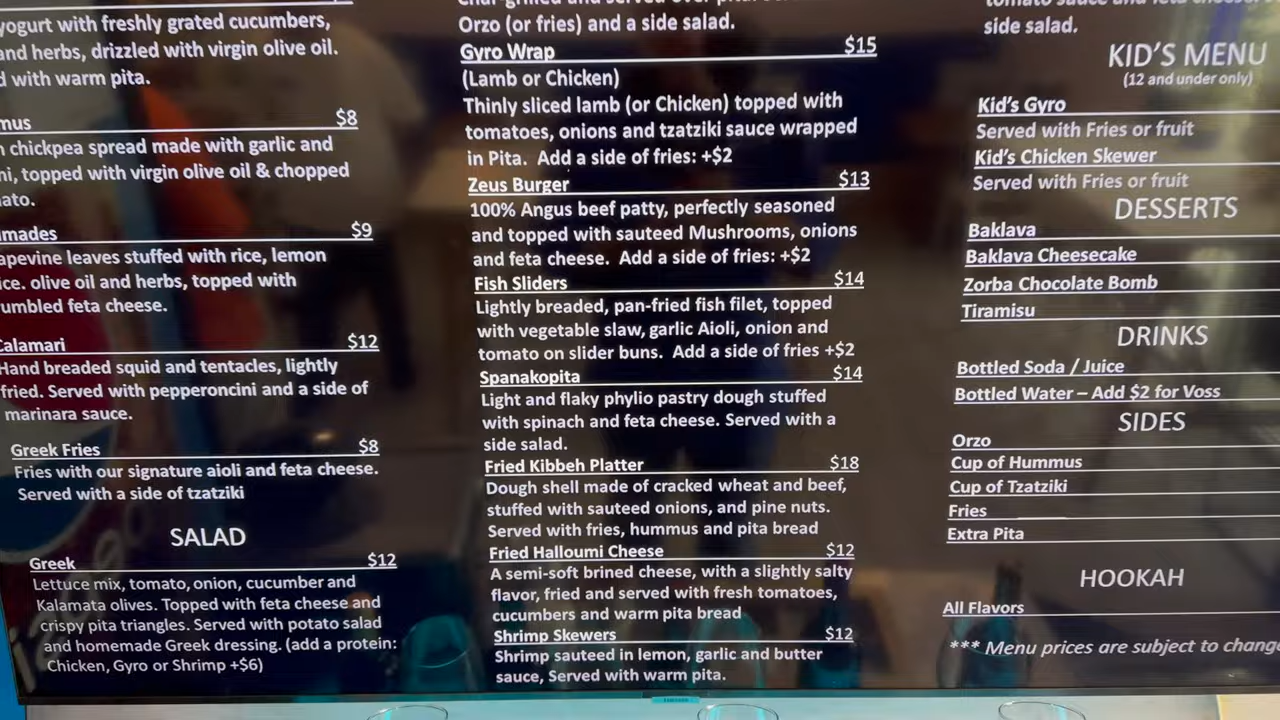 yogurt with freshly grated cucumbers,
and herbs, drizzled with virgin olive oil.
with warm pita.
$8
chickpea spread made with garlic and
topped with virgin olive oil & chopped
$9
stuffed with rice, lemon
olive oil and herbs, topped with
feta cheese.
Calamari $12
Hand breaded squid and tentacles, lightly
fried. Served with pepperoncini and a side of
marinara sauce.
Greek Fries $8
Fries with our signature aioli and feta cheese.
Served with a side of tzatziki
SALAD
Greek $12
Lettuce mix, tomato, onion, cucumber and
Kalamata olives. Topped with feta cheese and
crispy pita triangles. Served with potato salad
and homemade Greek dressing. (add a protein:
Chicken, Gyro or Shrimp +$6)
Orzo (or fries) and a side salad.
Gyro Wrap $15
(Lamb or Chicken)
Thinly sliced lamb (or Chicken) topped with
tomatoes, onions and tzatziki sauce wrapped
in Pita. Add a side of fries: +$2
Zeus Burger $13
100% Angus beef patty, perfectly seasoned
and topped with sauteed Mushrooms, onions
and feta cheese. Add a side of fries: +$2
Fish Sliders $14
Lightly breaded, pan-fried fish filet, topped
with vegetable slaw, garlic Aioli, onion and
tomato on slider buns. Add a side of fries +$2
Spanakopita $14
Light and flaky phylio pastry dough stuffed
with spinach and feta cheese. Served with a
side salad.
Fried Kibbeh Platter $18
Dough shell made of cracked wheat and beef,
stuffed with sauteed onions, and pine nuts.
Served with fries, hummus and pita bread
Fried Halloumi Cheese $12
A semi-soft brined cheese, with a slightly salty
flavor, fried and served with fresh tomatoes,
cucumbers and warm pita bread
Shrimp Skewers $12
Shrimp sauteed in lemon, garlic and butter
sauce, Served with warm pita.
side salad.
KID'S MENU
(12 and under only)
Kid's Gyro
Served with Fries or fruit
Kid's Chicken Skewer
Served with Fries or fruit
DESSERTS
Baklava
Baklava Cheesecake
Zorba Chocolate Bomb
Tiramisu
DRINKS
Bottled Soda / Juice
Bottled Water – Add $2 for Voss
SIDES
Orzo
Cup of Hummus
Cup of Tzatziki
Fries
Extra Pita
HOOKAH
All Flavors
*** Menu prices are subject to change
SAMSUNG